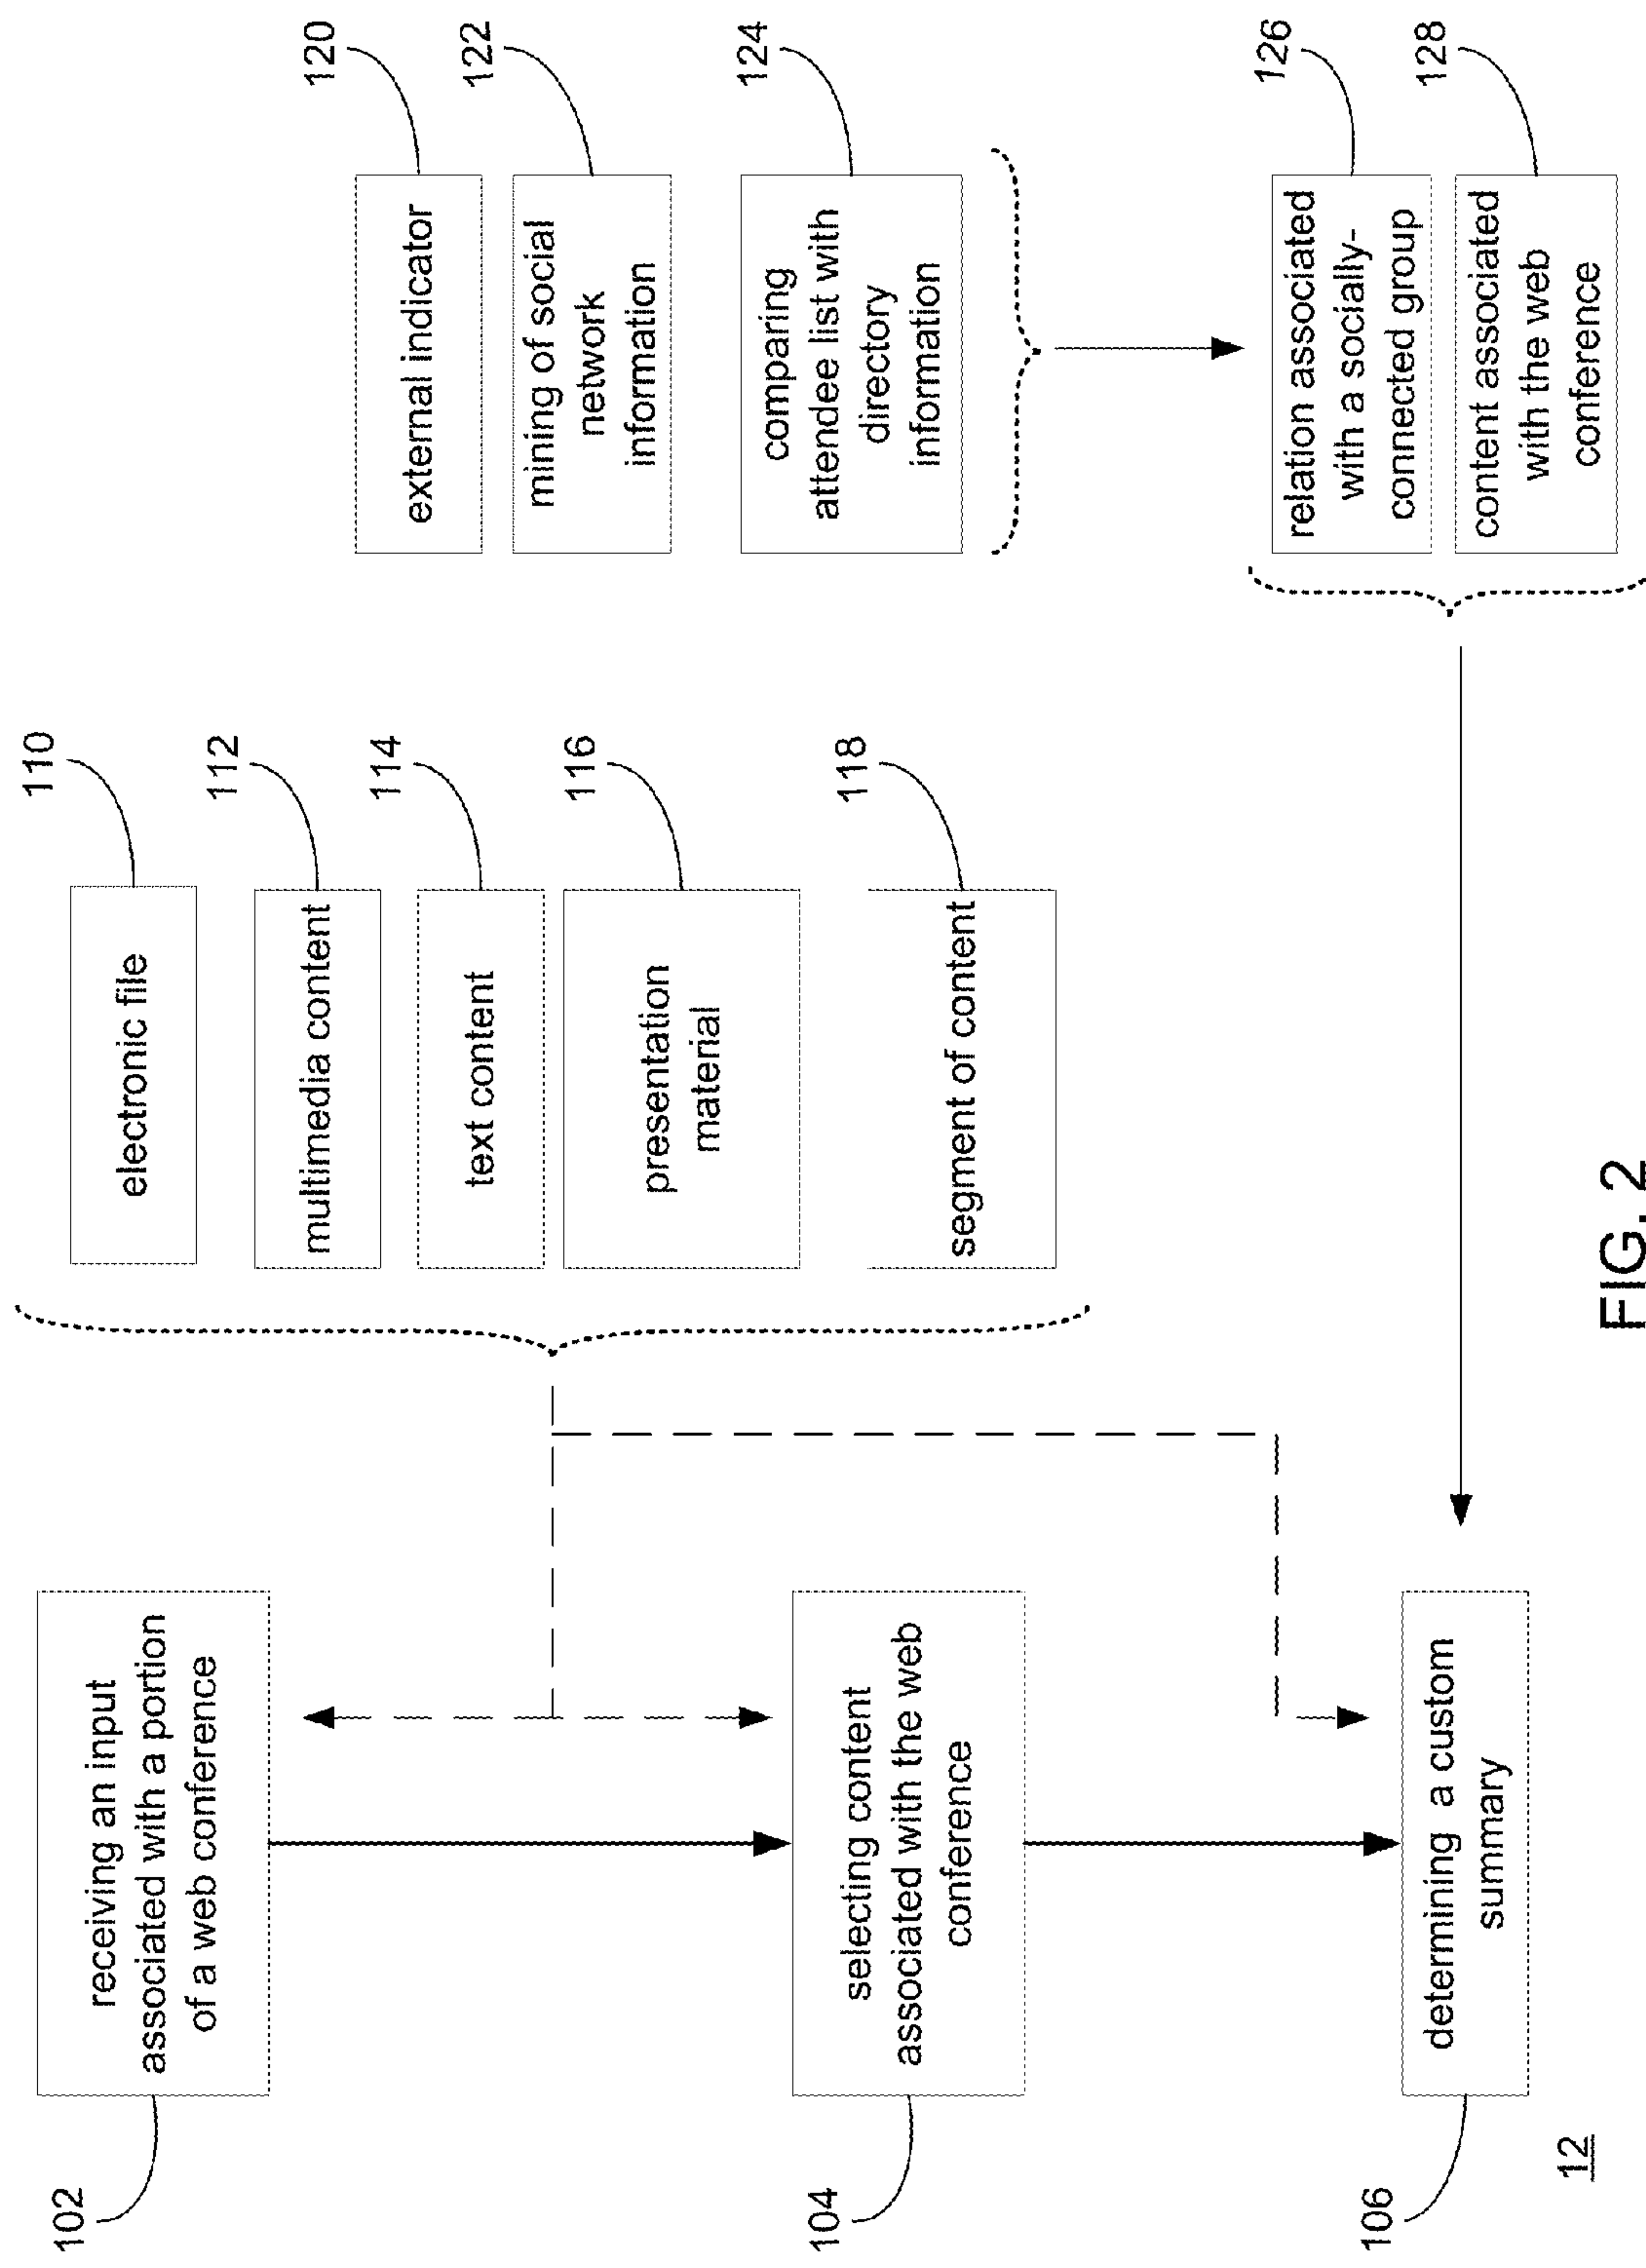 102
receiving an input
associated with a portion
of a web conference
104
selecting content
associated with the web
conference
106
determining a custom
summary
12
110
electronic file
112
multimedia content
114
text content
116
presentation
material
118
segment of content
120
external indicator
122
mining of social
network
information
124
comparing
attendee list with
directory
information
126
relation associated
with a socially-
connected group
128
content associated
with the web
conference
FIG. 2